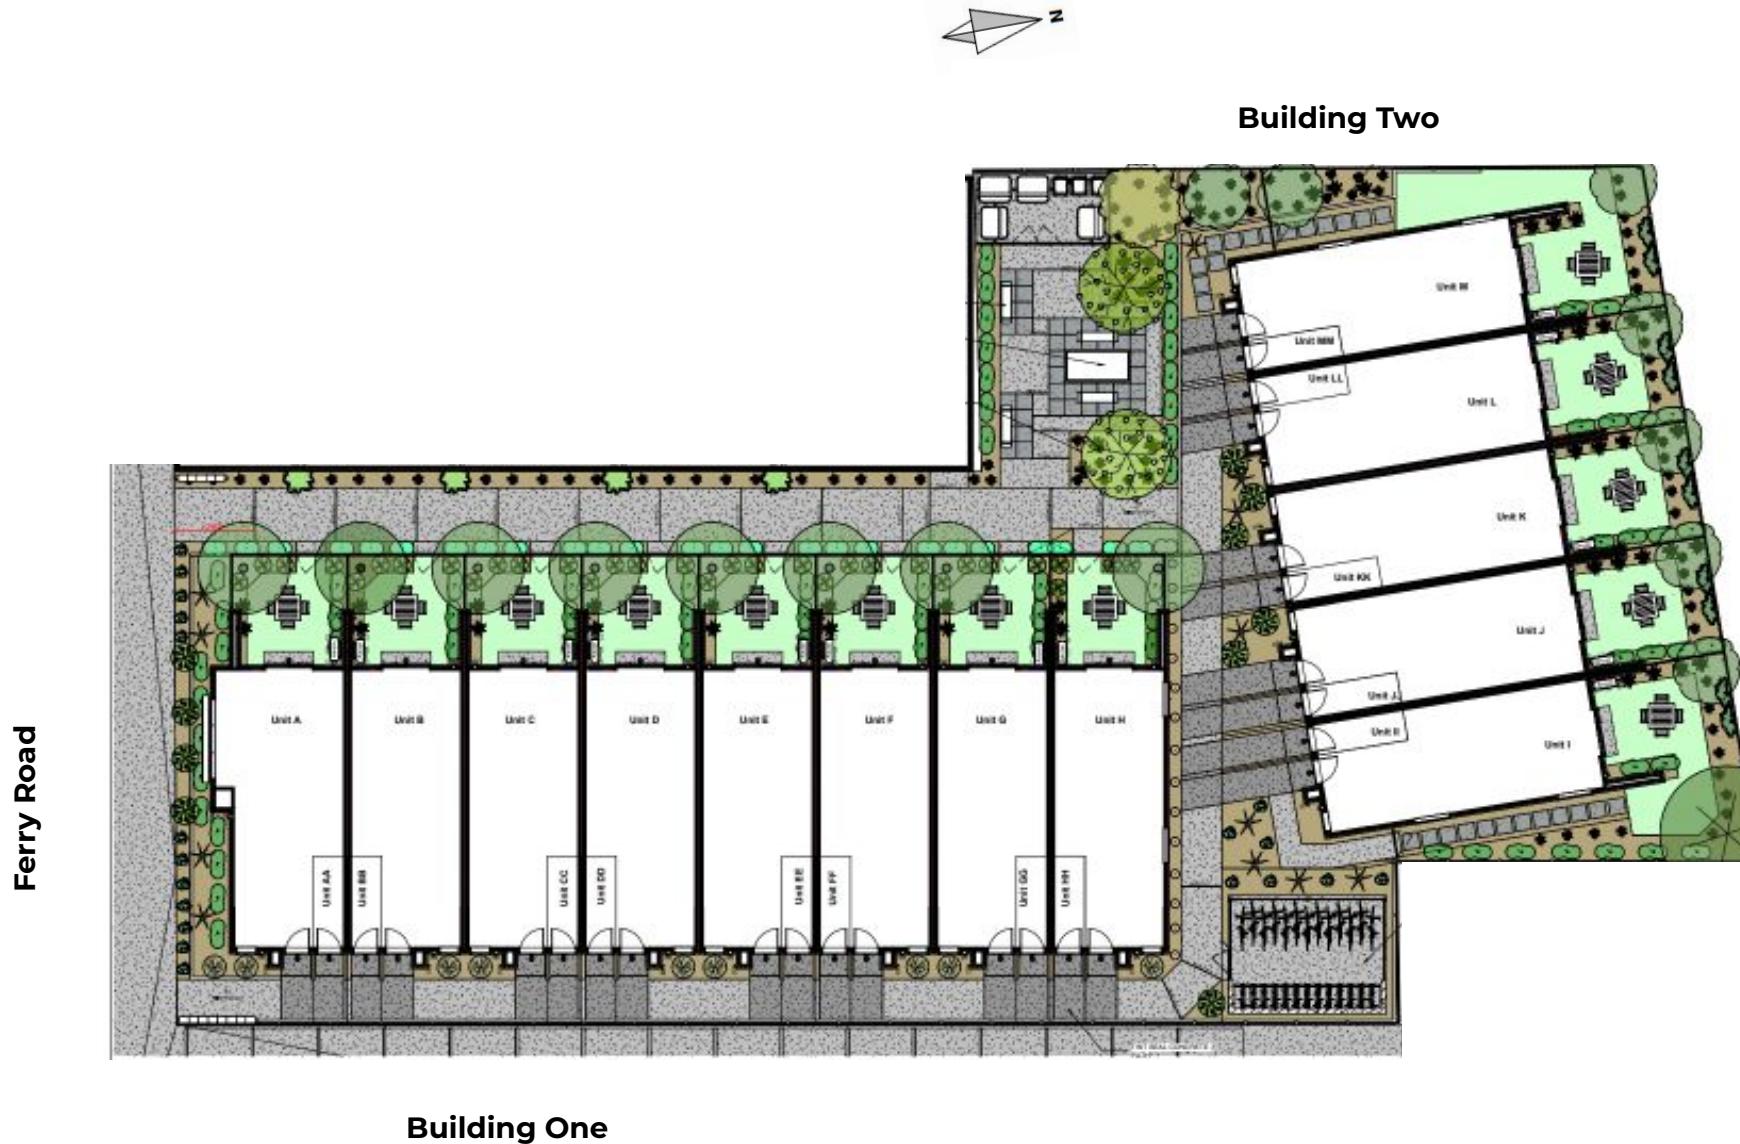 N
Building Two
Unit M
Unit MM
Unit LL
Unit L
Unit K
Unit KK
Unit J
Unit J
Unit II
Unit I
Unit A
Unit B
Unit C
Unit D
Unit E
Unit F
Unit G
Unit H
Unit AA
Unit BB
Unit CC
Unit DD
Unit EE
Unit FF
Unit GG
Unit HH
Ferry Road
Building One